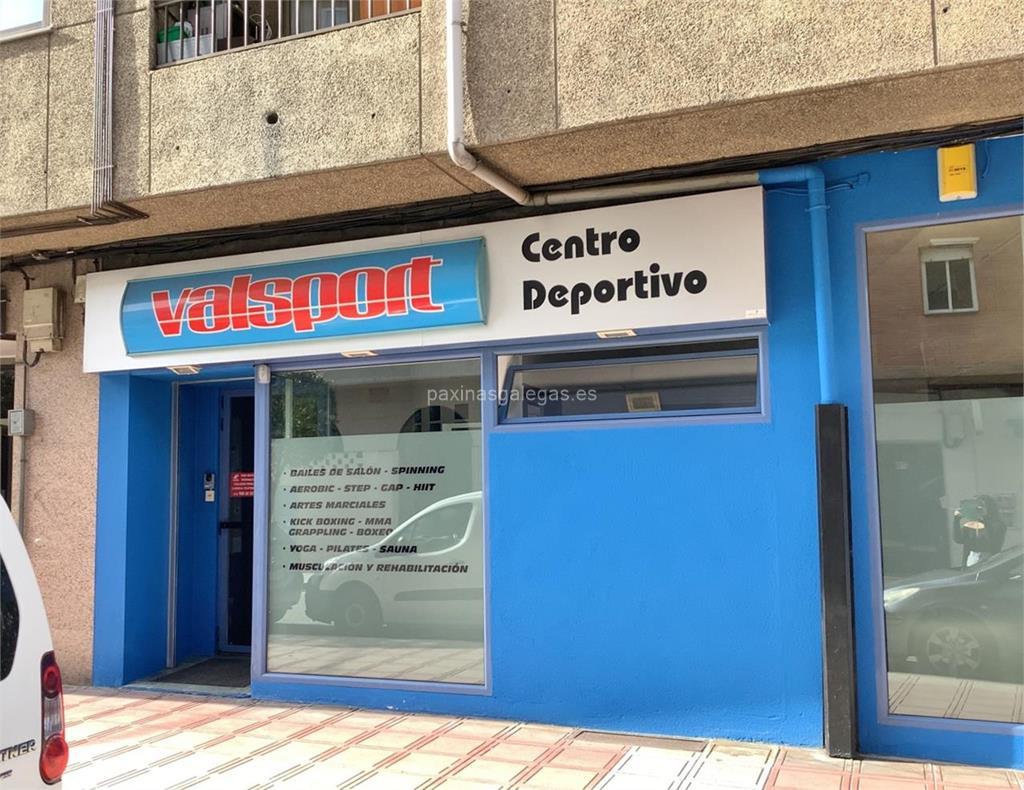 valsport
Centro
Deportivo
paxinasgalegas.es
· BAILES DE SALÓN - SPINNING
· AEROBIC - STEP - GAP - HIIT
· ARTES MARCIALES
· KICK BOXING - MMA
GRAPPLING - BOXEO
· YOGA - PILATES - SAUNA
· MUSCULACIÓN Y REHABILITACIÓN